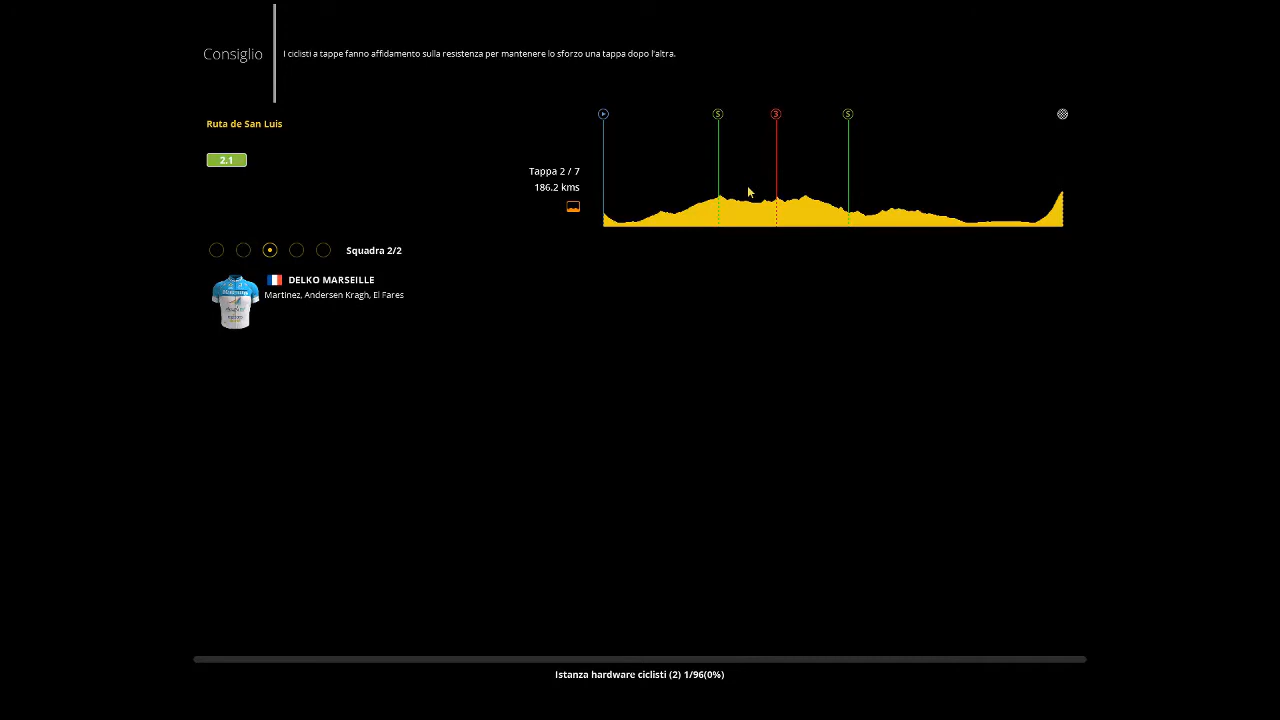 Consiglio
I ciclisti a tappe fanno affidamento sulla resistenza per mantenere lo sforzo una tappa dopo l'altra.
Ruta de San Luis
2.1
Tappa 2 / 7
186.2 kms
S
3
S
Squadra 2/2
DELKO MARSEILLE
Martinez, Andersen Kragh, El Fares
Istanza hardware ciclisti (2) 1/96(0%)